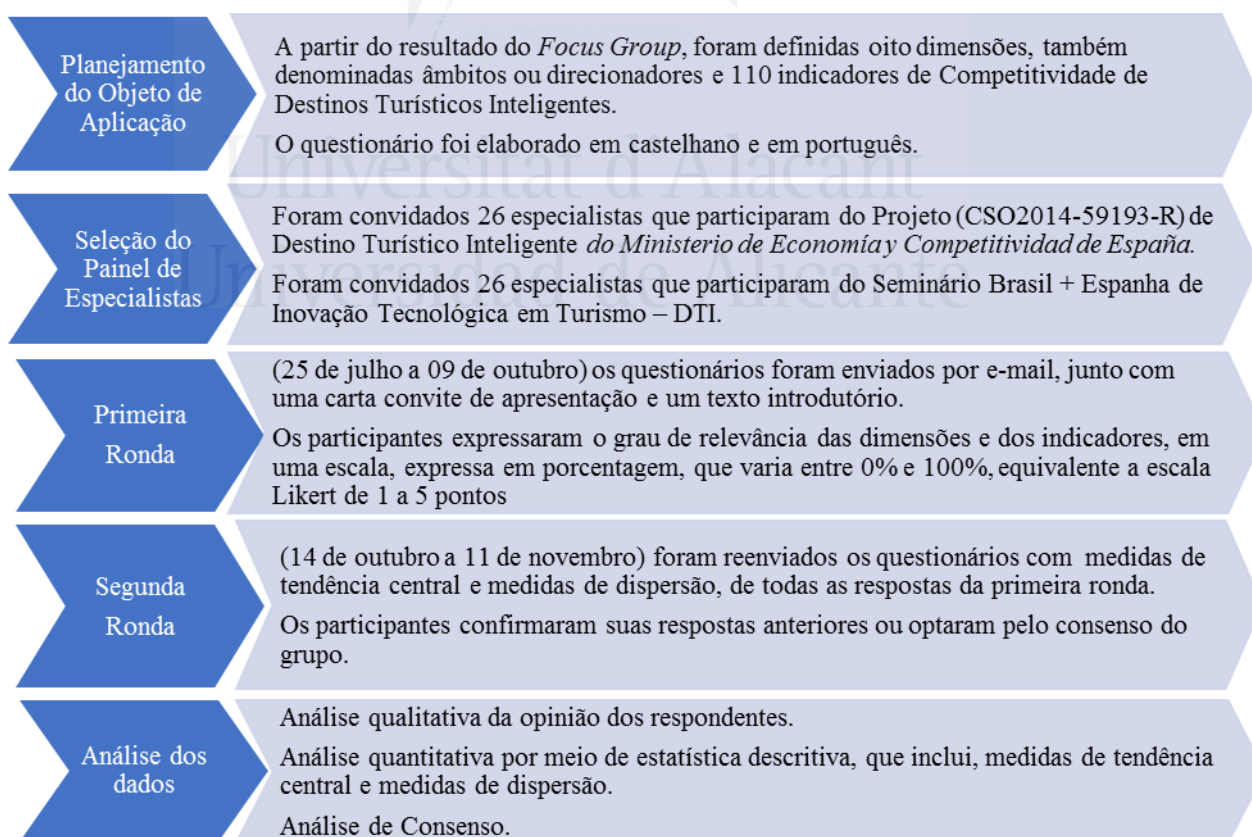 Planejamento
do Objeto de
Aplicação
A partir do resultado do Focus Group, foram definidas oito dimensões, também
denominadas âmbitos ou direcionadores e 110 indicadores de Competitividade de
Destinos Turísticos Inteligentes.
O questionário foi elaborado em castelhano e em português.
Universitat d'Alacant
Universidad de Alicante
Seleção do
Painel de
Especialistas
Foram convidados 26 especialistas que participaram do Projeto (CSO2014-59193-R) de
Destino Turístico Inteligente do Ministerio de Economía y Competitividad de España.
Foram convidados 26 especialistas que participaram do Seminário Brasil + Espanha de
Inovação Tecnológica em Turismo – DTI.
Primeira
Ronda
(25 de julho a 09 de outubro) os questionários foram enviados por e-mail, junto com
uma carta convite de apresentação e um texto introdutório.
Os participantes expressaram o grau de relevância das dimensões e dos indicadores, em
uma escala, expressa em porcentagem, que varia entre 0% e 100%, equivalente a escala
Likert de 1 a 5 pontos
Segunda
Ronda
(14 de outubro a 11 de novembro) foram reenviados os questionários com medidas de
tendência central e medidas de dispersão, de todas as respostas da primeira ronda.
Os participantes confirmaram suas respostas anteriores ou optaram pelo consenso do
grupo.
Análise dos
dados
Análise qualitativa da opinião dos respondentes.
Análise quantitativa por meio de estatística descritiva, que inclui, medidas de tendência
central e medidas de dispersão.
Análise de Consenso.